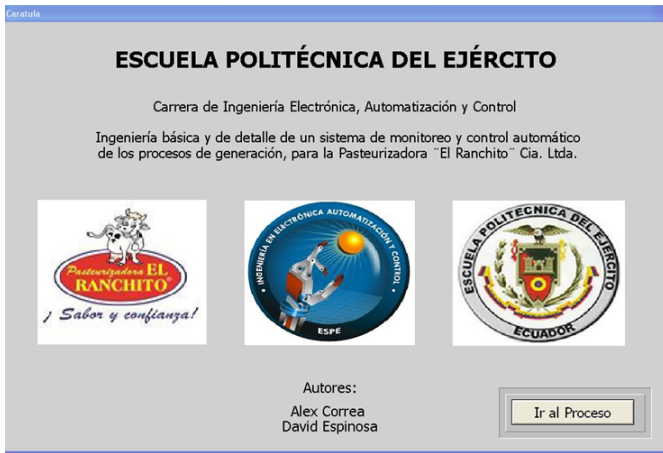 Caratula
ESCUELA POLITÉCNICA DEL EJÉRCITO
Carrera de Ingeniería Electrónica, Automatización y Control
Ingeniería básica y de detalle de un sistema de monitoreo y control automático
de los procesos de generación, para la Pasteurizadora ¨El Ranchito¨ Cia. Ltda.
Pasteurizadora EL
RANCHITO®
¡ Sabor y confianza!
• INGENIERÍA EN ELECTRÓNICA AUTOMATIZACIÓN Y CONTROL •
ESPE
ESCUELA POLITECNICA DEL EJERCITO
ECUADOR
Autores:
Alex Correa
David Espinosa
Ir al Proceso